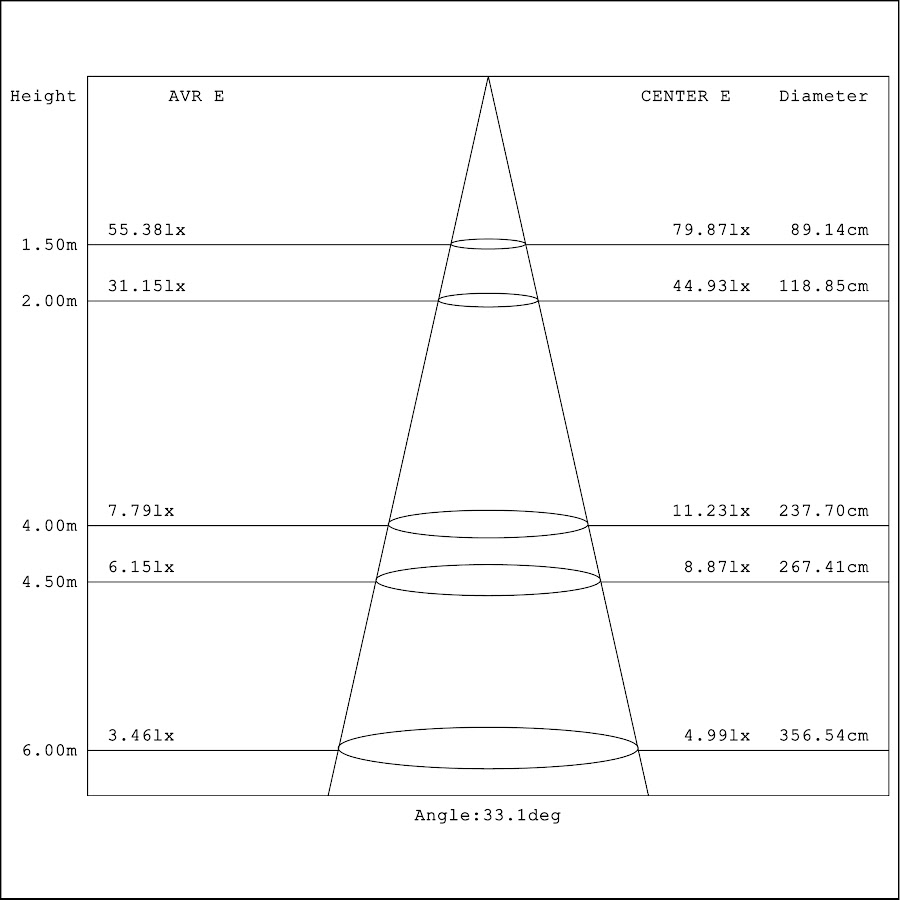 Height AVR E CENTER E Diameter
55.38lx 79.87lx 89.14cm
1.50m
31.15lx 44.93lx 118.85cm
2.00m
7.79lx 11.23lx 237.70cm
4.00m
6.15lx 8.87lx 267.41cm
4.50m
3.46lx 4.99lx 356.54cm
6.00m
Angle:33.1deg